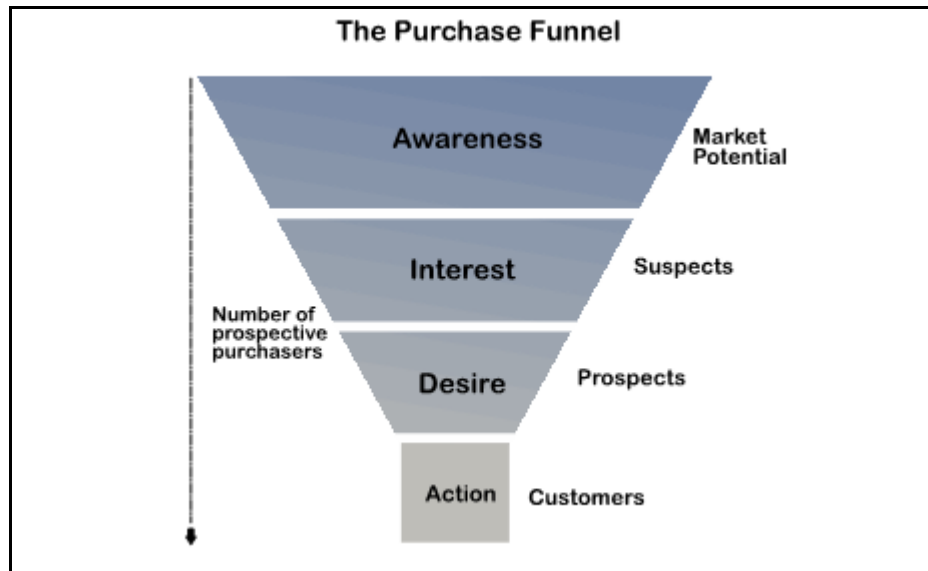 The Purchase Funnel
Awareness
Market
Potential
Interest
Suspects
Number of
prospective
purchasers
Desire
Prospects
Action
Customers